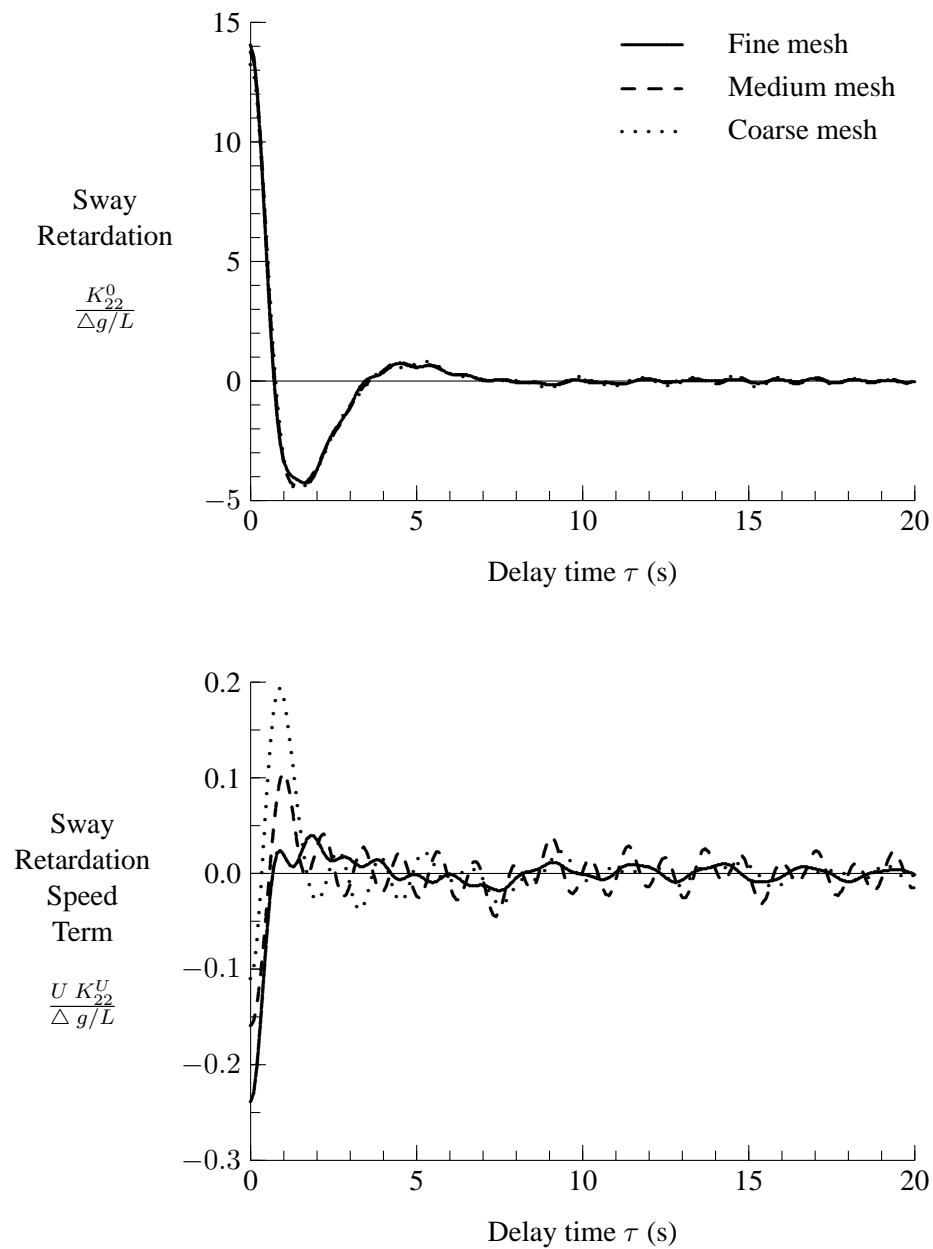 15
10
5
0
−5
0 5 10 15 20
Delay time τ (s)
Sway
Retardation
K⁰₂₂
△g/L
Fine mesh
Medium mesh
Coarse mesh
0.2
0.1
0.0
−0.1
−0.2
−0.3
0 5 10 15 20
Delay time τ (s)
Sway
Retardation
Speed
Term
U Kᵁ₂₂
△ g/L